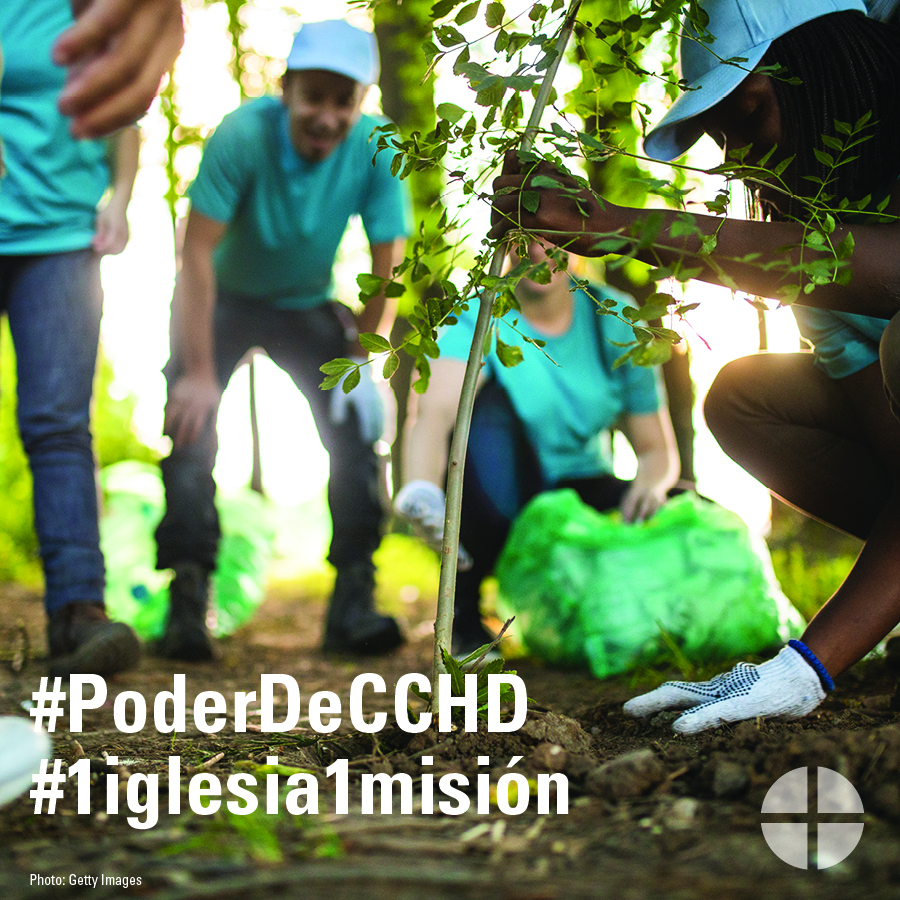 #PoderDeCCHD
#1iglesia1misión
Photo: Getty Images